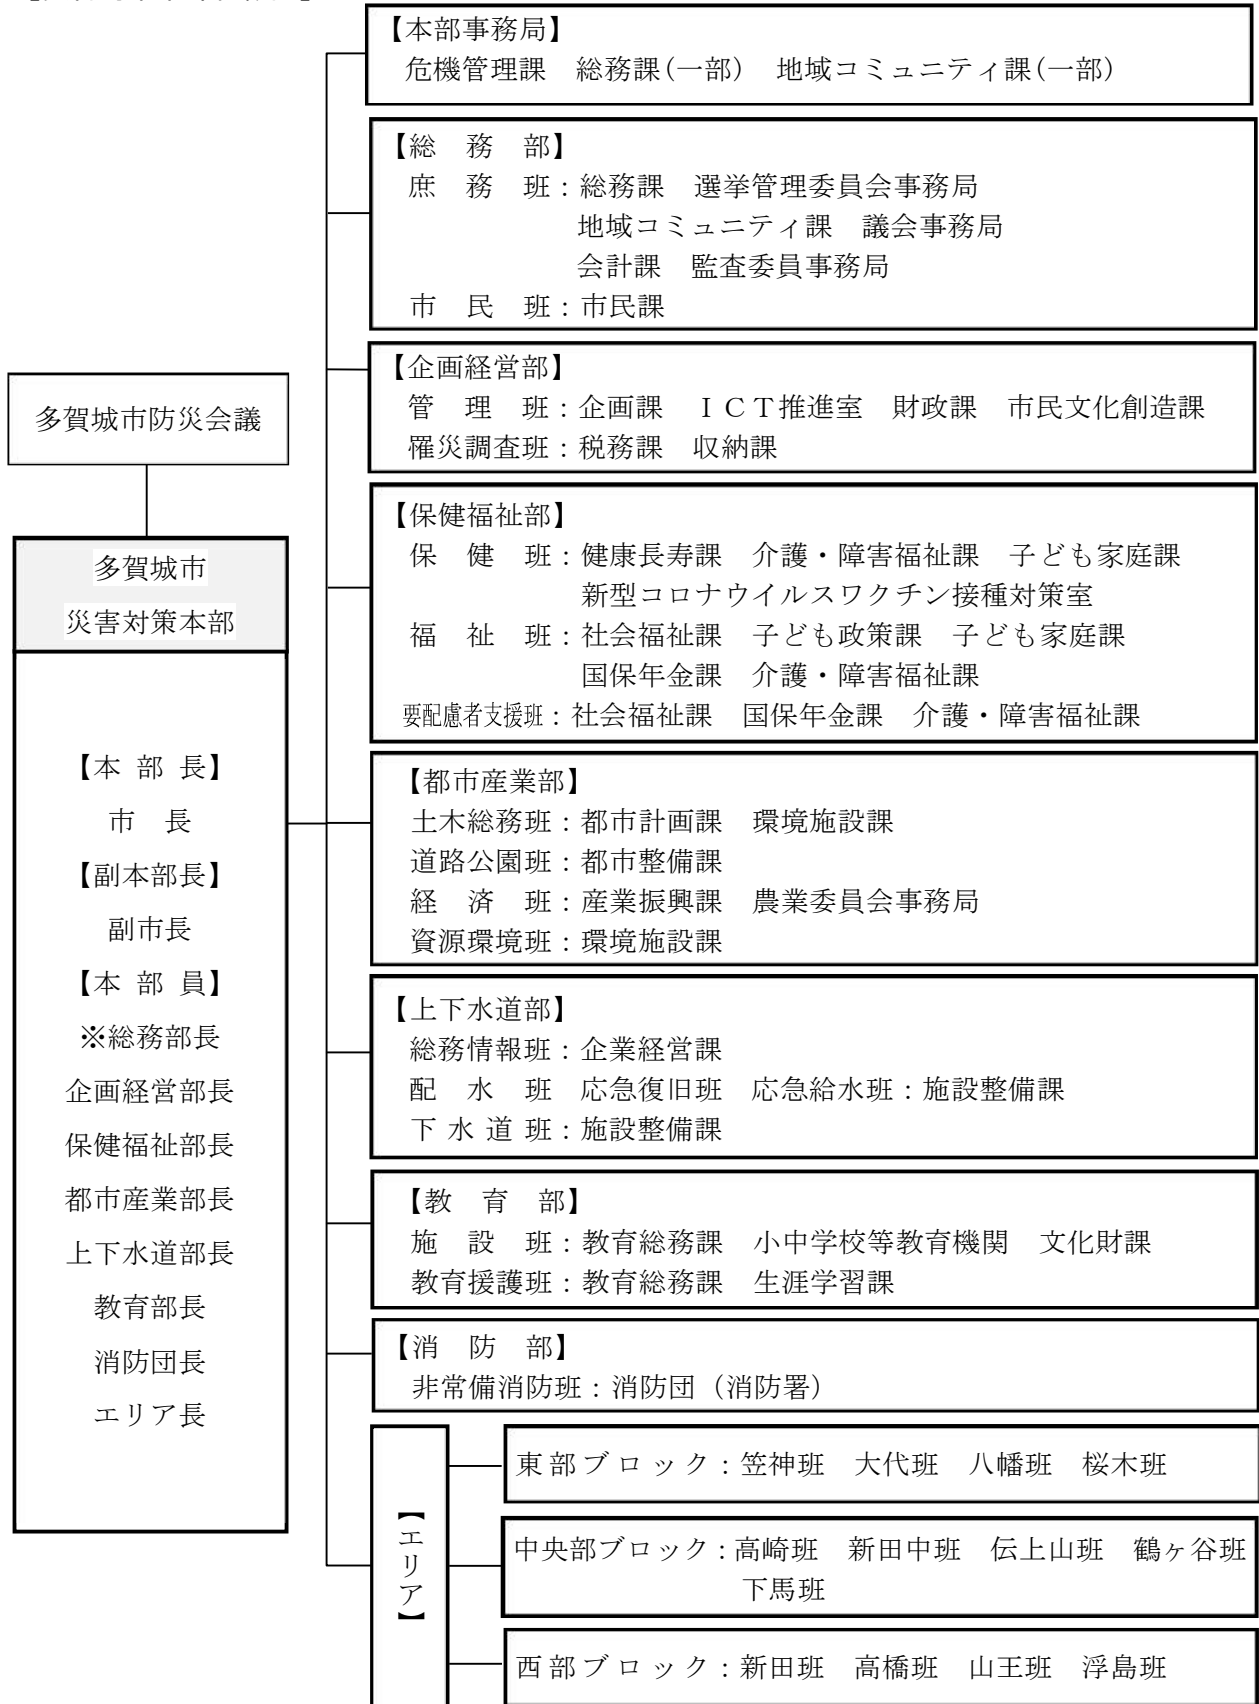 【本部事務局】
危機管理課　総務課(一部)　地域コミュニティ課(一部)
【総　務　部】
庶　務　班：総務課　選挙管理委員会事務局
地域コミュニティ課　議会事務局
会計課　監査委員事務局
市　民　班：市民課
【企画経営部】
管　理　班：企画課　ＩＣＴ推進室　財政課　市民文化創造課
罹災調査班：税務課　収納課
【保健福祉部】
保　健　班：健康長寿課　介護・障害福祉課　子ども家庭課
新型コロナウイルスワクチン接種対策室
福　祉　班：社会福祉課　子ども政策課　子ども家庭課
国保年金課　介護・障害福祉課
要配慮者支援班：社会福祉課　国保年金課　介護・障害福祉課
【都市産業部】
土木総務班：都市計画課　環境施設課
道路公園班：都市整備課
経　済　班：産業振興課　農業委員会事務局
資源環境班：環境施設課
【上下水道部】
総務情報班：企業経営課
配　水　班　応急復旧班　応急給水班：施設整備課
下 水 道 班：施設整備課
【教　育　部】
施　設　班：教育総務課　小中学校等教育機関　文化財課
教育援護班：教育総務課　生涯学習課
【消　防　部】
非常備消防班：消防団（消防署）
【エリア】
東部ブロック：笠神班　大代班　八幡班　桜木班
中央部ブロック：高崎班　新田中班　伝上山班　鶴ヶ谷班
下馬班
西部ブロック：新田班　高橋班　山王班　浮島班
多賀城市防災会議
多賀城市
災害対策本部
【本 部 長】
市　長
【副本部長】
副市長
【本 部 員】
※総務部長
企画経営部長
保健福祉部長
都市産業部長
上下水道部長
教育部長
消防団長
エリア長